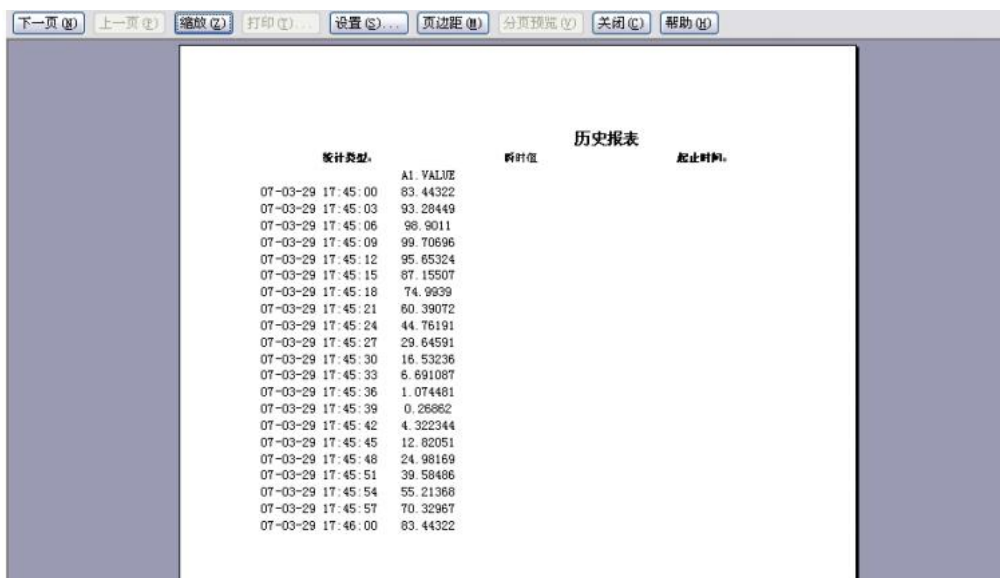 下一页(N) 上一页(P) 缩放(Z) 打印(T)... 设置(S)... 页边距(M) 分页预览(V) 关闭(C) 帮助(H)
历史报表
统计类型: 瞬时值 起止时间:
A1.VALUE
07-03-29 17:45:00 83.44322
07-03-29 17:45:03 93.28449
07-03-29 17:45:06 98.9011
07-03-29 17:45:09 99.70696
07-03-29 17:45:12 95.65324
07-03-29 17:45:15 87.15507
07-03-29 17:45:18 74.9939
07-03-29 17:45:21 60.39072
07-03-29 17:45:24 44.76191
07-03-29 17:45:27 29.64591
07-03-29 17:45:30 16.53236
07-03-29 17:45:33 6.691087
07-03-29 17:45:36 1.074481
07-03-29 17:45:39 0.26862
07-03-29 17:45:42 4.322344
07-03-29 17:45:45 12.82051
07-03-29 17:45:48 24.98169
07-03-29 17:45:51 39.58486
07-03-29 17:45:54 55.21368
07-03-29 17:45:57 70.32967
07-03-29 17:46:00 83.44322